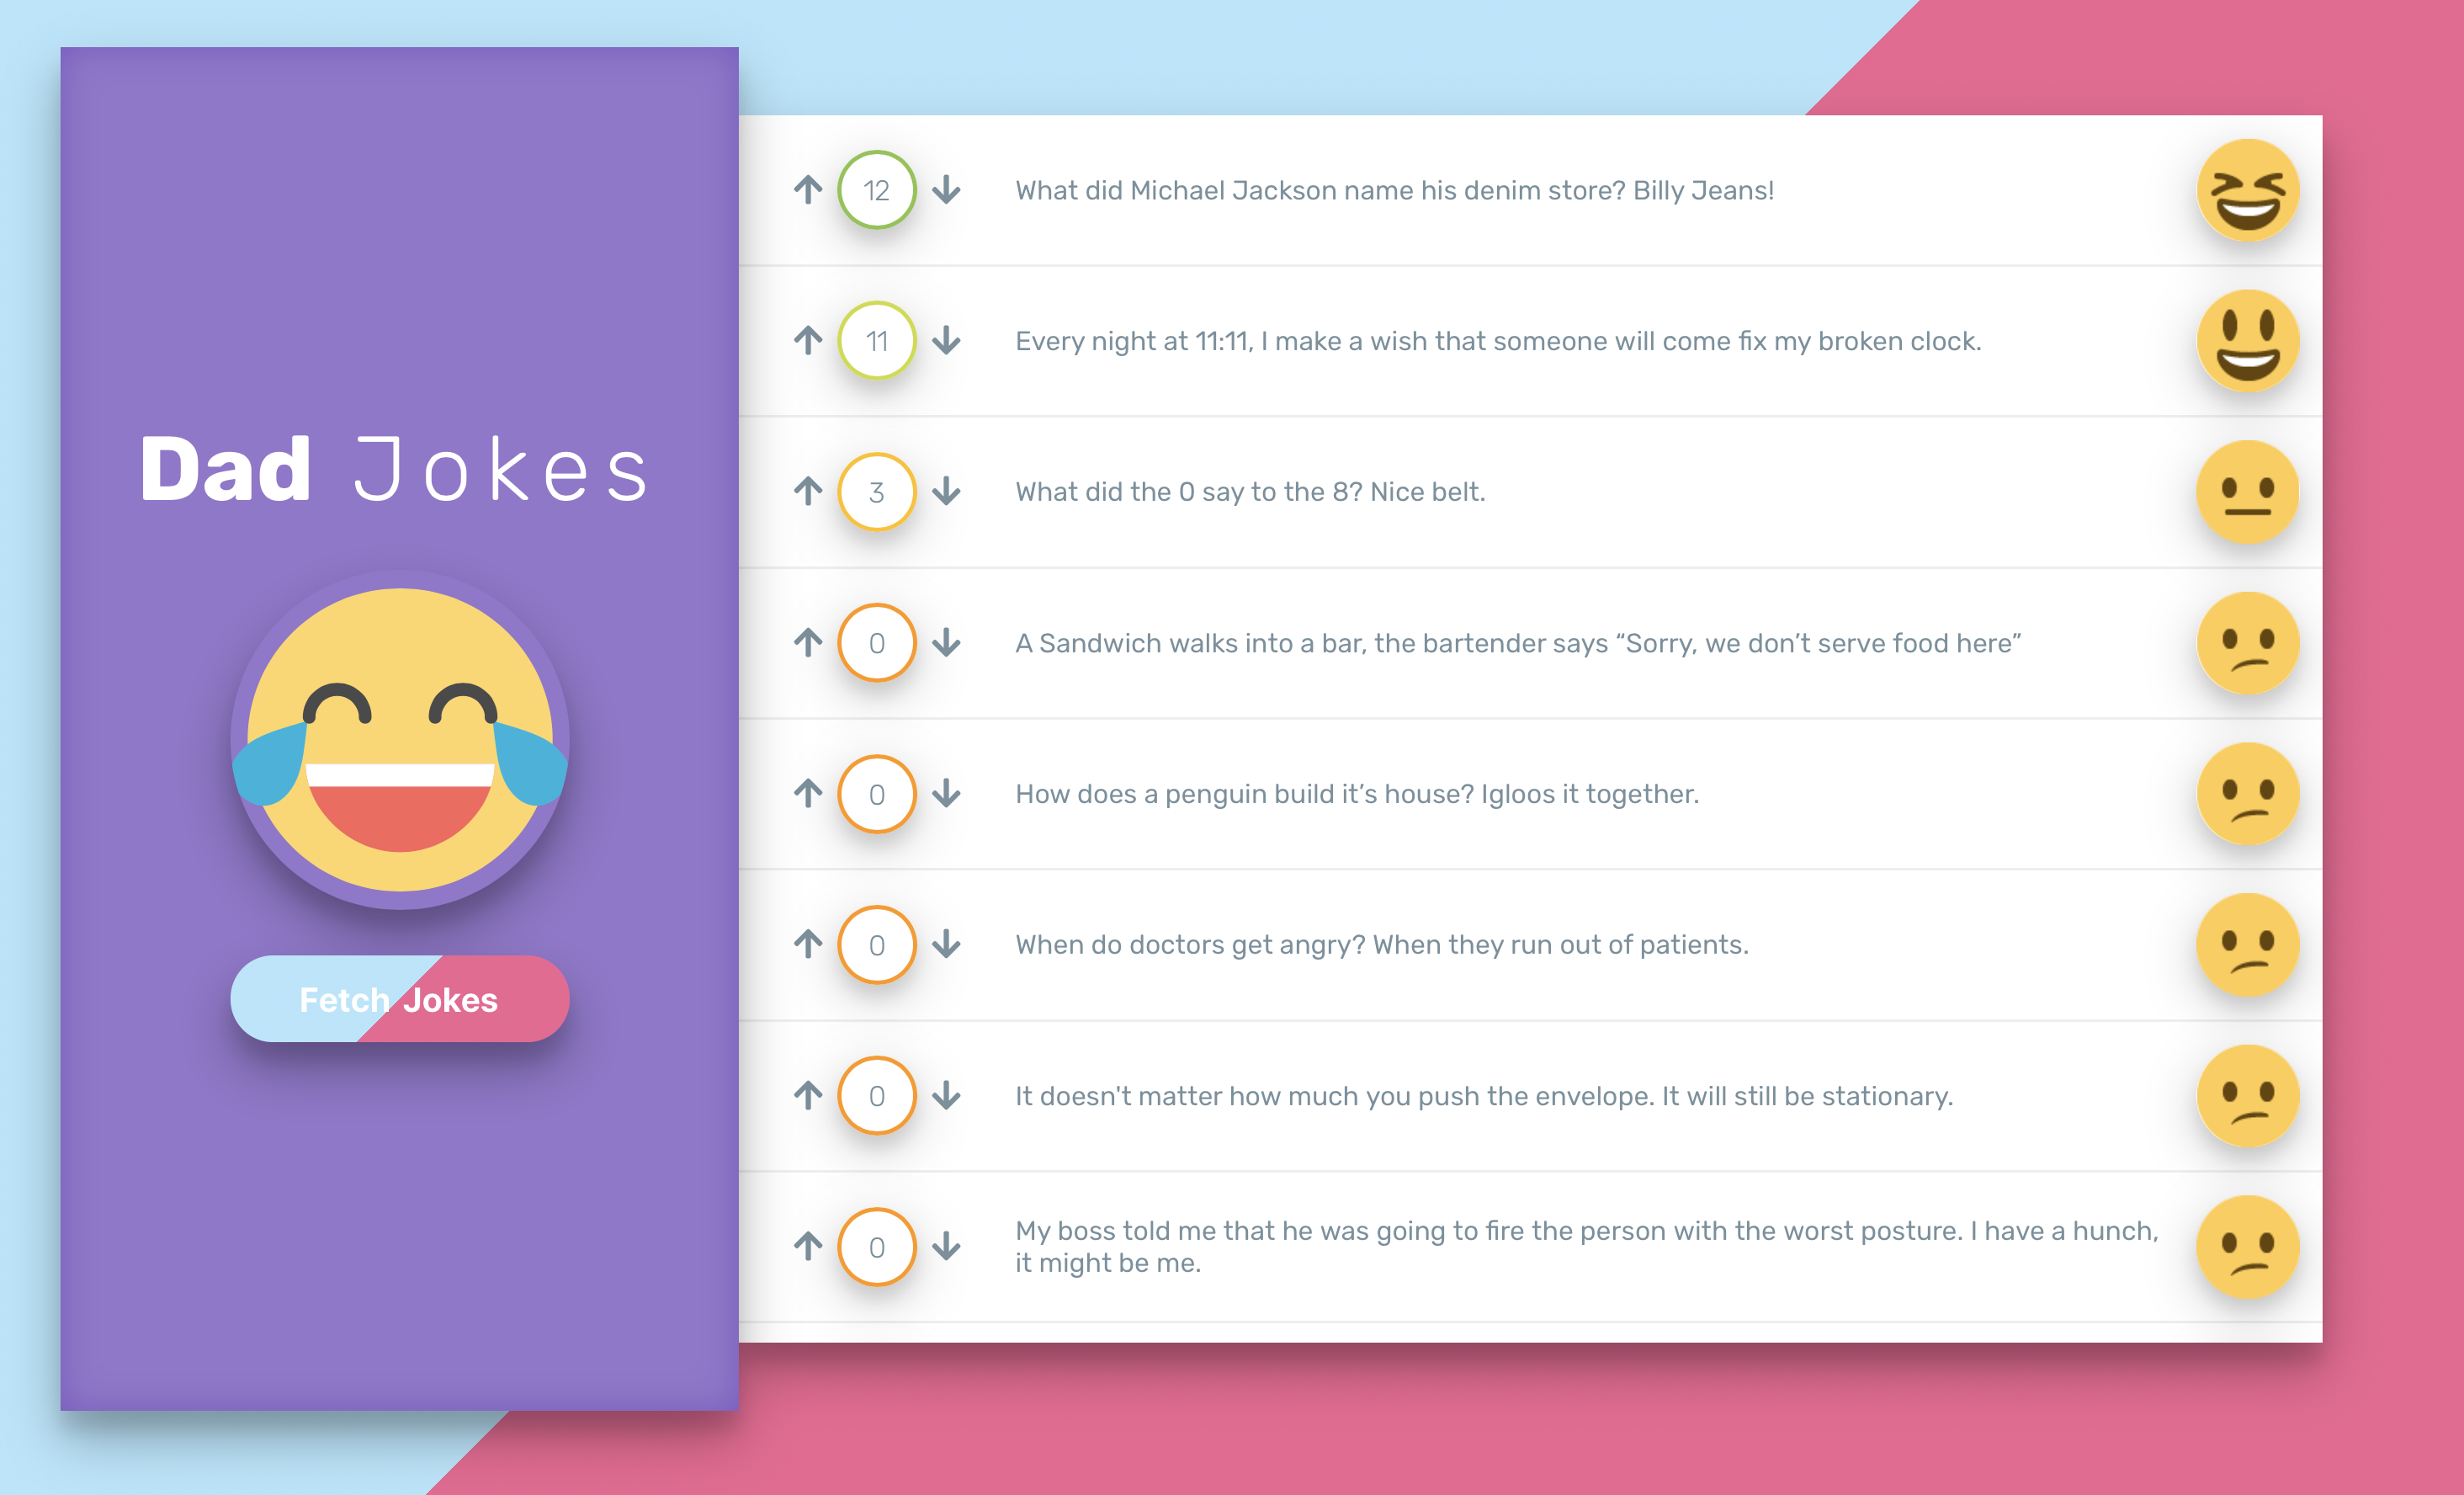 Dad Jokes
Fetch Jokes
12 What did Michael Jackson name his denim store? Billy Jeans!
11 Every night at 11:11, I make a wish that someone will come fix my broken clock.
3 What did the 0 say to the 8? Nice belt.
0 A Sandwich walks into a bar, the bartender says “Sorry, we don’t serve food here”
0 How does a penguin build it’s house? Igloos it together.
0 When do doctors get angry? When they run out of patients.
0 It doesn't matter how much you push the envelope. It will still be stationary.
0 My boss told me that he was going to fire the person with the worst posture. I have a hunch,
it might be me.